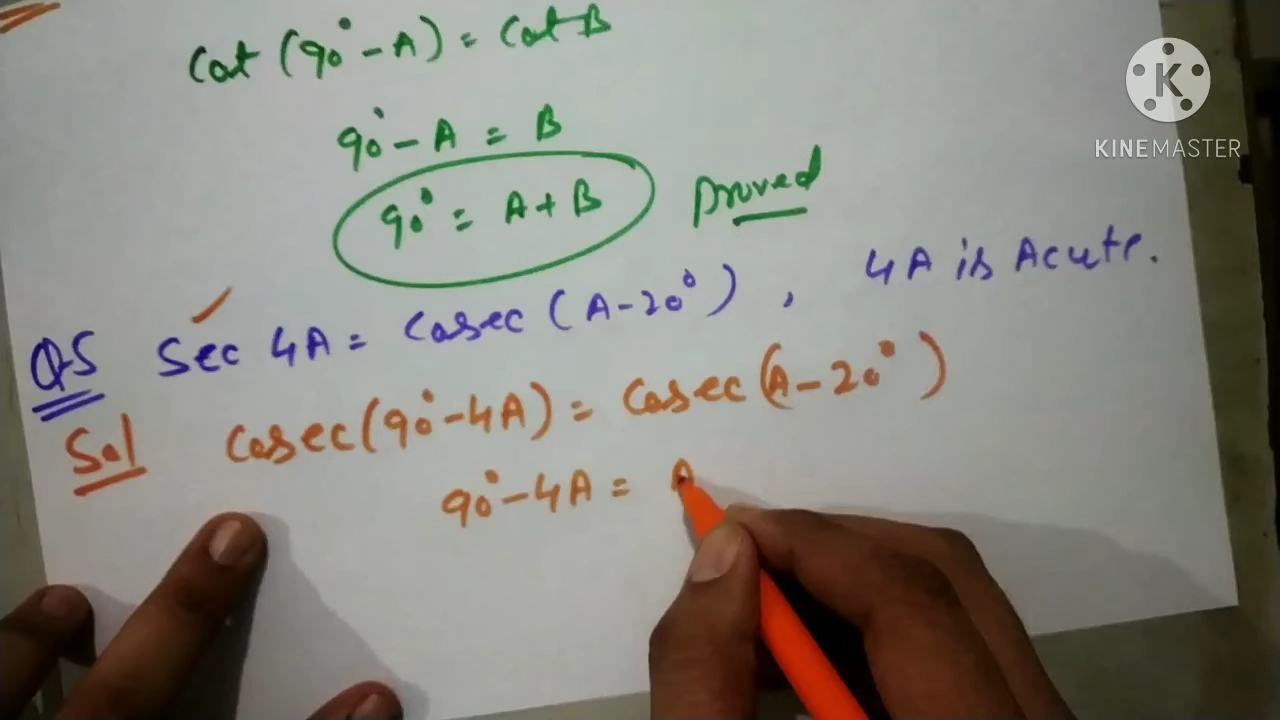 Cot (90° - A) = Cot B
90° - A = B
90° = A + B Proved
Q5 Sec 4A = Cosec (A - 20°) , 4A is Acute.
Sol Cosec (90° - 4A) = Cosec (A - 20°)
90° - 4A = A
K
KINEMASTER